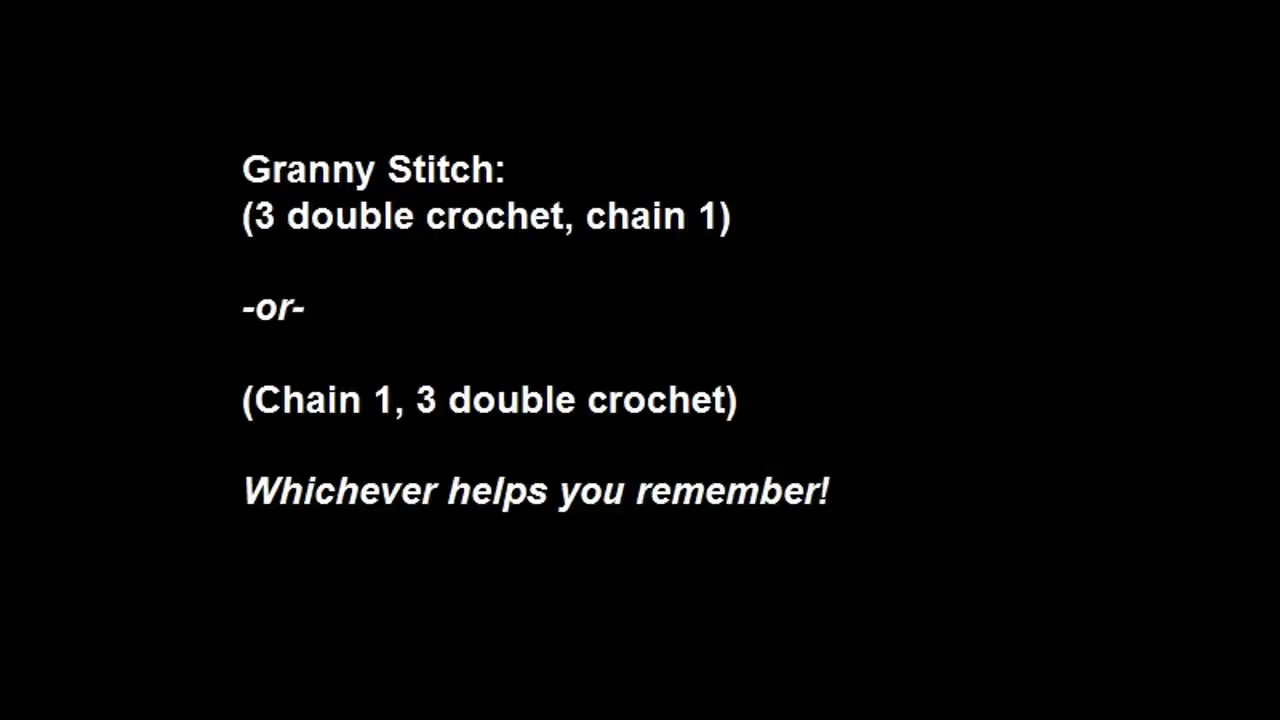 Granny Stitch:
(3 double crochet, chain 1)
-or-
(Chain 1, 3 double crochet)
Whichever helps you remember!